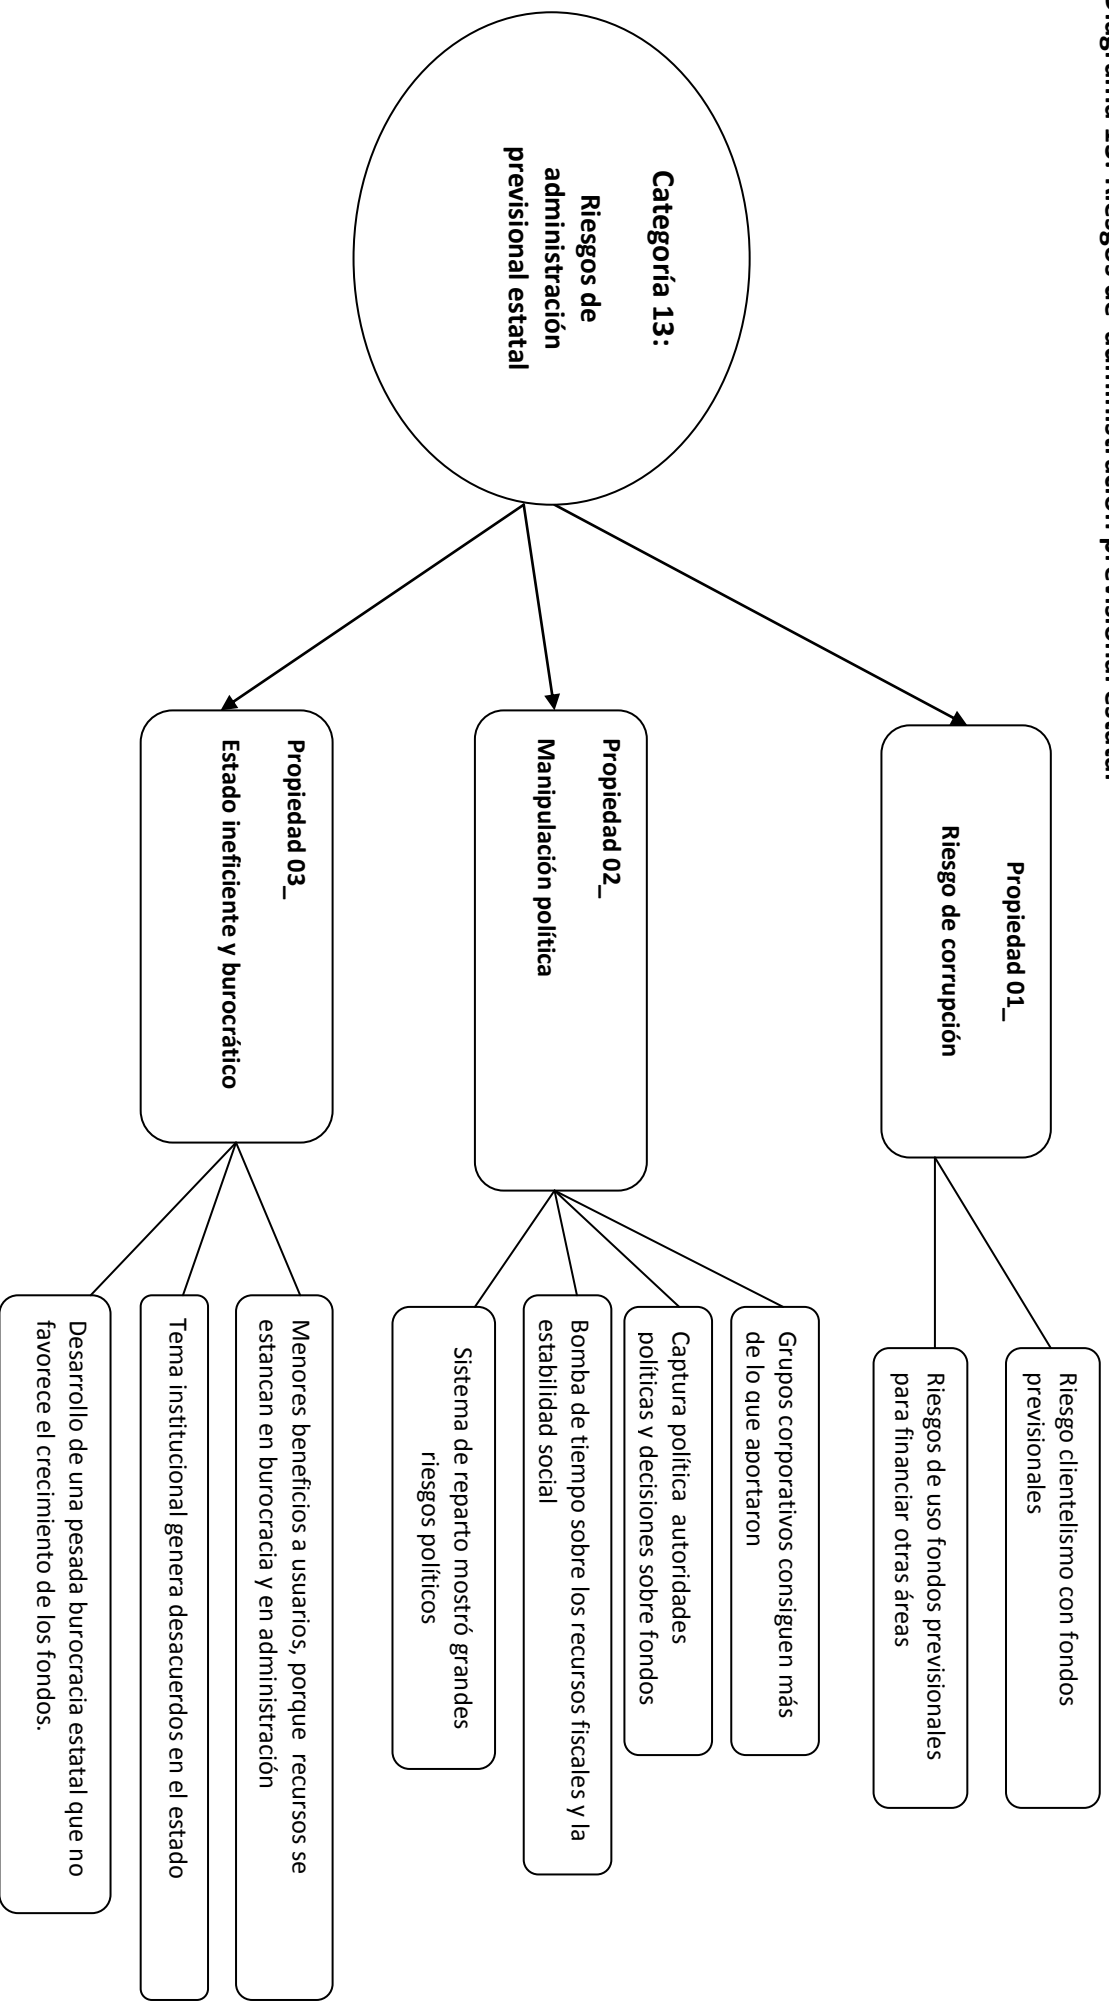 Diagrama 13: Riesgos de administración previsional estatal
Categoría 13:
Riesgos de
administración
previsional estatal
Propiedad 01_
Riesgo de corrupción
Riesgo clientelismo con fondos
previsionales
Riesgos de uso fondos previsionales
para financiar otras áreas
Propiedad 02_
Manipulación política
Grupos corporativos consiguen más
de lo que aportaron
Captura política autoridades
políticas y decisiones sobre fondos
Bomba de tiempo sobre los recursos fiscales y la
estabilidad social
Sistema de reparto mostró grandes
riesgos políticos
Propiedad 03_
Estado ineficiente y burocrático
Menores beneficios a usuarios, porque recursos se
estancan en burocracia y en administración
Tema institucional genera desacuerdos en el estado
Desarrollo de una pesada burocracia estatal que no
favorece el crecimiento de los fondos.